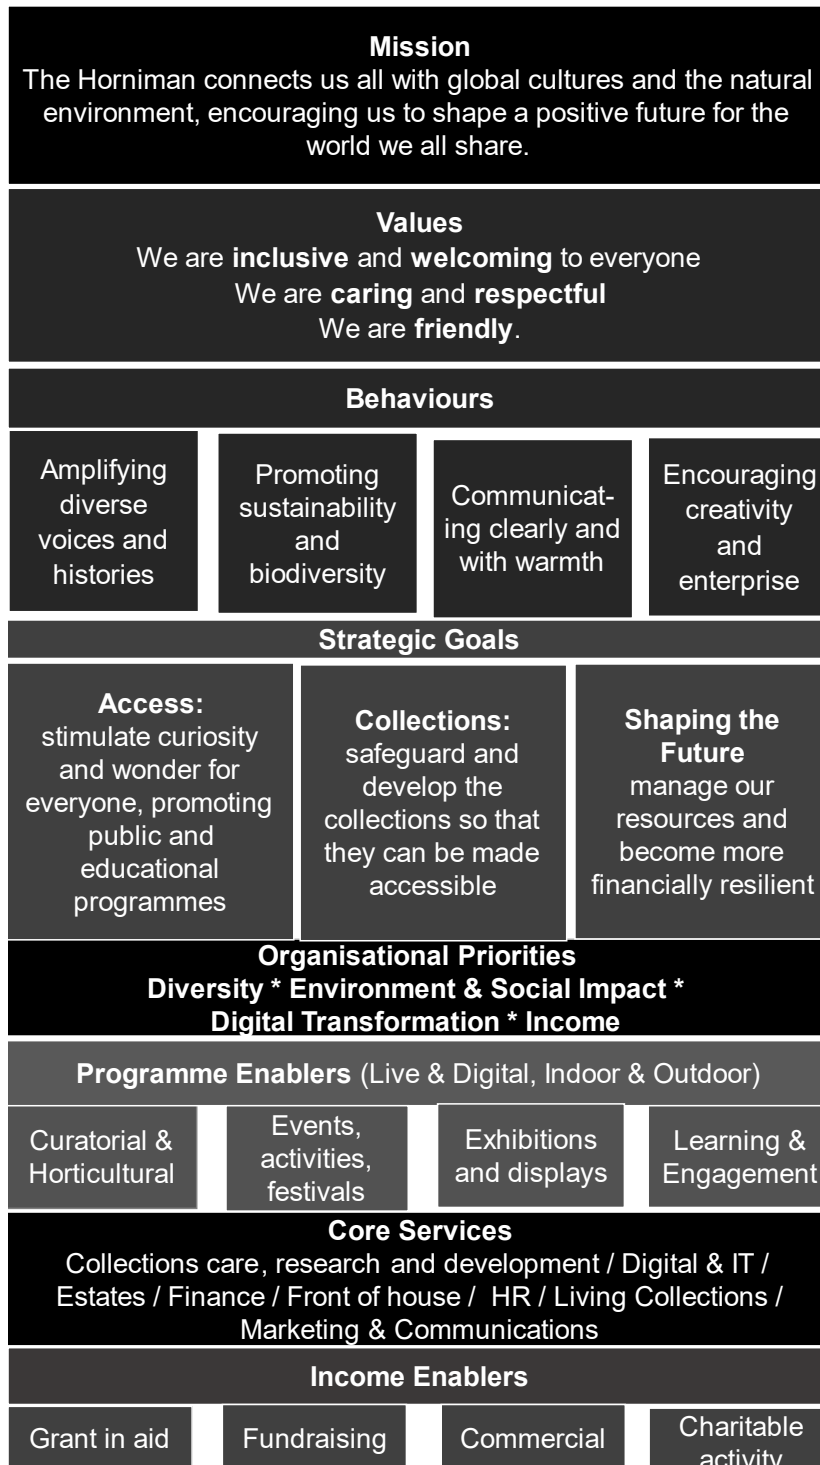 Mission
The Horniman connects us all with global cultures and the natural
environment, encouraging us to shape a positive future for the
world we all share.
Values
We are inclusive and welcoming to everyone
We are caring and respectful
We are friendly.
Behaviours
Amplifying
diverse
voices and
histories
Promoting
sustainability
and
biodiversity
Communicat-
ing clearly and
with warmth
Encouraging
creativity
and
enterprise
Strategic Goals
Access:
stimulate curiosity
and wonder for
everyone, promoting
public and
educational
programmes
Collections:
safeguard and
develop the
collections so that
they can be made
accessible
Shaping the
Future
manage our
resources and
become more
financially resilient
Organisational Priorities
Diversity * Environment & Social Impact *
Digital Transformation * Income
Programme Enablers (Live & Digital, Indoor & Outdoor)
Curatorial &
Horticultural
Events,
activities,
festivals
Exhibitions
and displays
Learning &
Engagement
Core Services
Collections care, research and development / Digital & IT /
Estates / Finance / Front of house / HR / Living Collections /
Marketing & Communications
Income Enablers
Grant in aid
Fundraising
Commercial
Charitable
activity